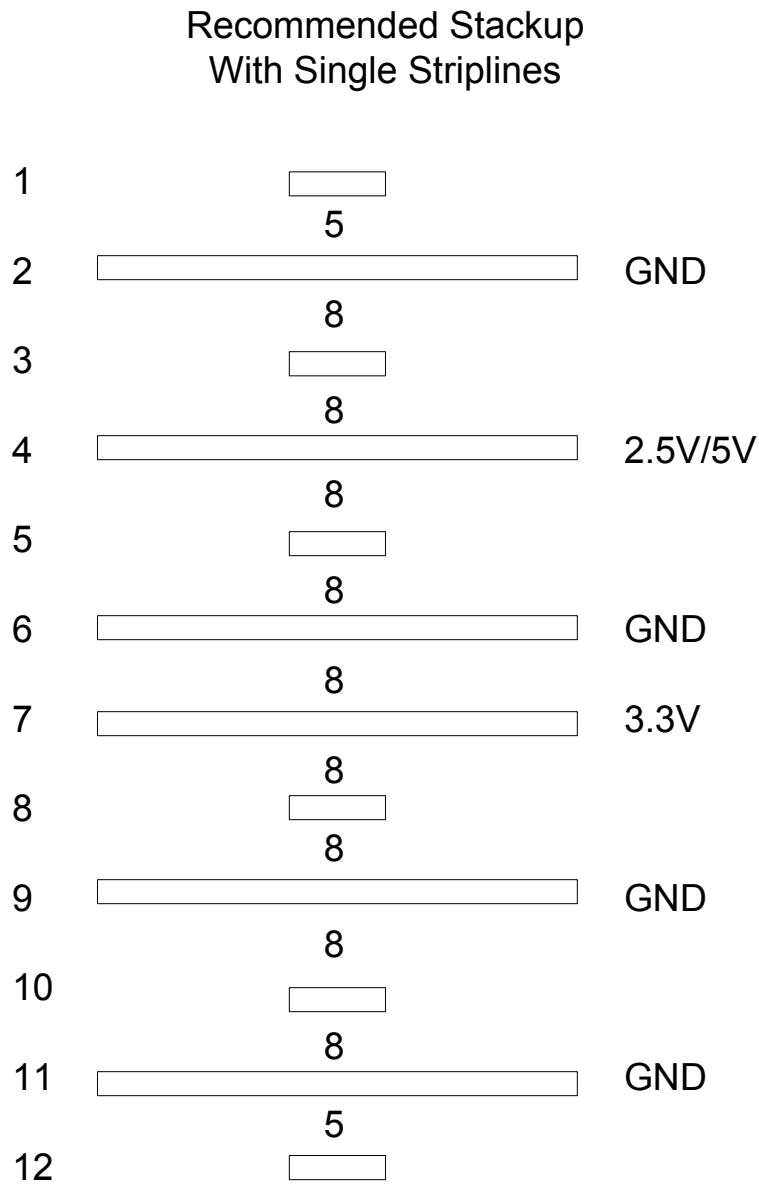 Recommended Stackup
With Single Striplines
1
5
2 GND
8
3
8
4 2.5V/5V
8
5
8
6 GND
8
7 3.3V
8
8
8
9 GND
8
10
8
11 GND
5
12